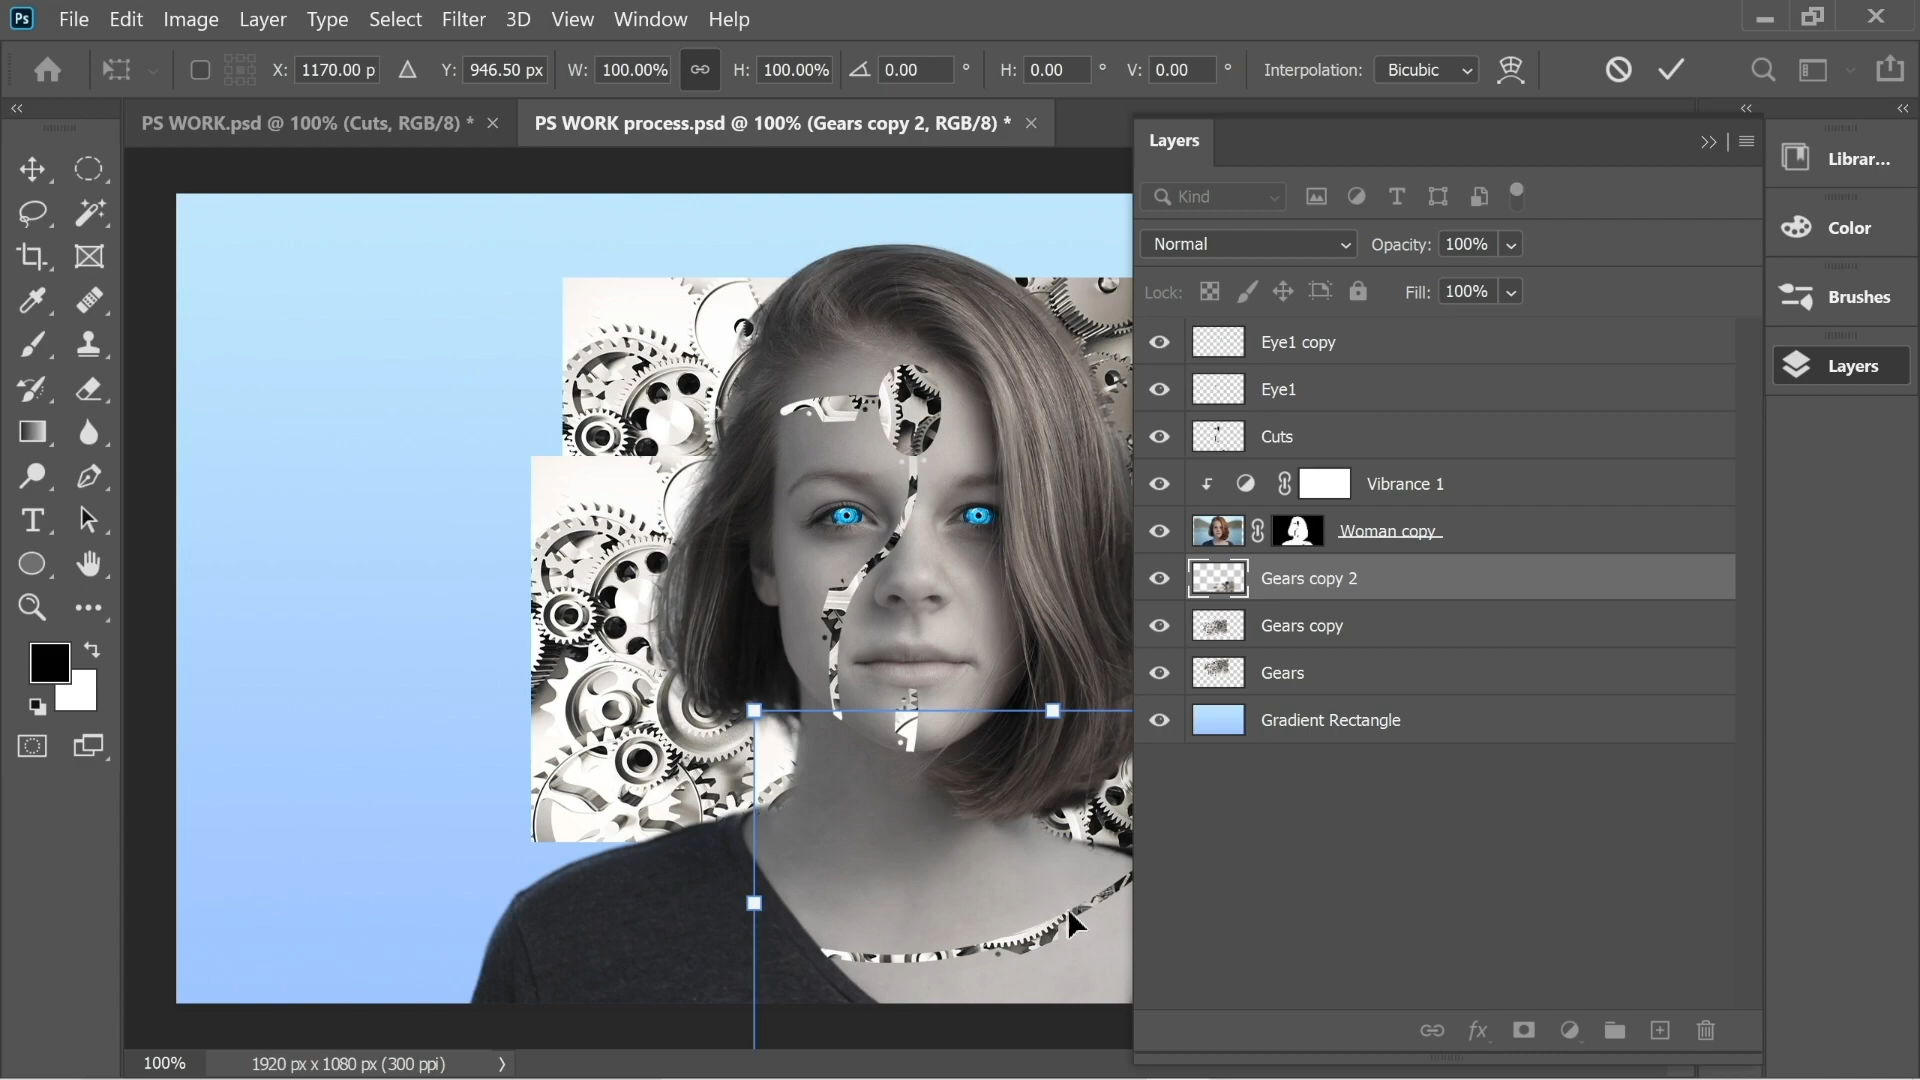 Ps File Edit Image Layer Type Select Filter 3D View Window Help
X: 1170.00 p Y: 946.50 px W: 100.00% H: 100.00% 0.00 ° H: 0.00 ° V: 0.00 ° Interpolation: Bicubic
PS WORK.psd @ 100% (Cuts, RGB/8) * × PS WORK process.psd @ 100% (Gears copy 2, RGB/8) * ×
Layers
Kind
Normal Opacity: 100%
Lock: Fill: 100%
Eye1 copy
Eye1
Cuts
Vibrance 1
Woman copy
Gears copy 2
Gears copy
Gears
Gradient Rectangle
Librar...
Color
Brushes
Layers
100% 1920 px x 1080 px (300 ppi)